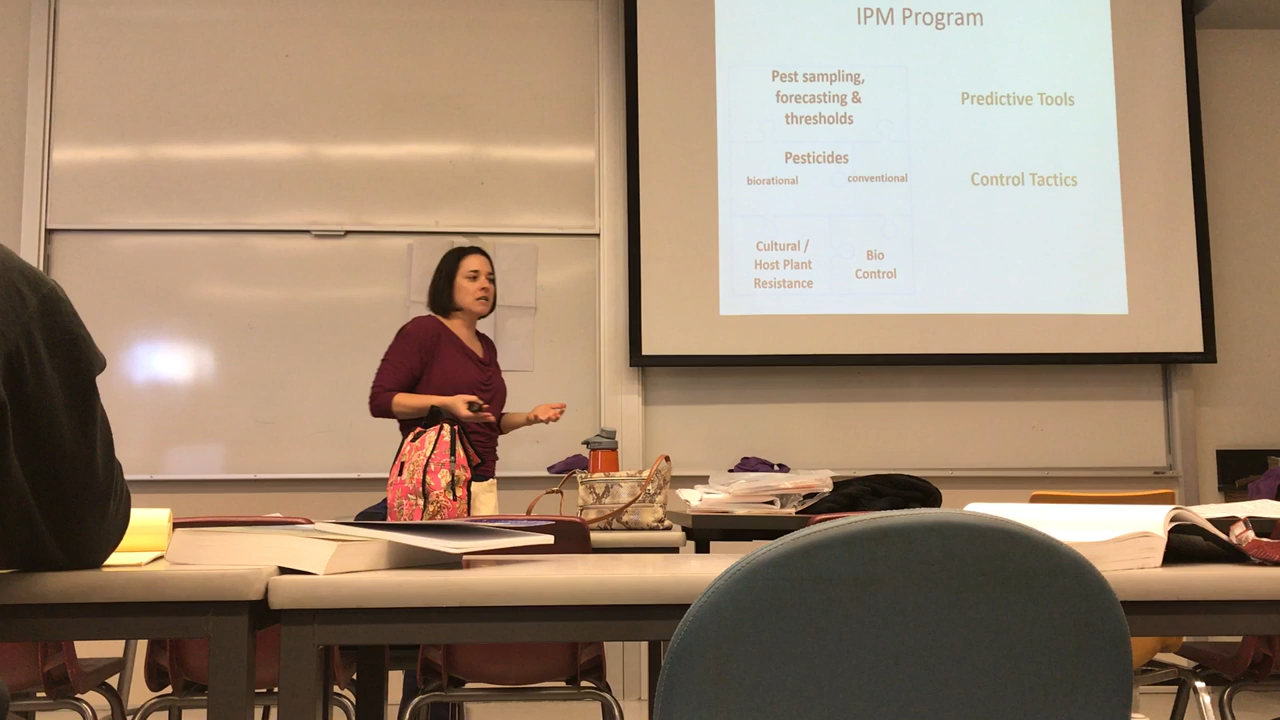 IPM Program
Pest sampling,
forecasting &
thresholds
Predictive Tools
Pesticides
biorational
conventional
Control Tactics
Cultural /
Host Plant
Resistance
Bio
Control